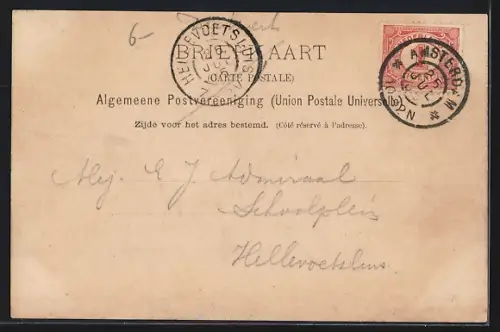 6-
HELLEVOETSLUIS
BRIEFKAART
(CARTE POSTALE)
AMSTERDAM
Algemeene Postvereeniging (Union Postale Universelle)
Zijde voor het adres bestemd. (Côté réservé à l'adresse).
Mej. E J Admiraal
Schoolplein
Hellevoetsluis